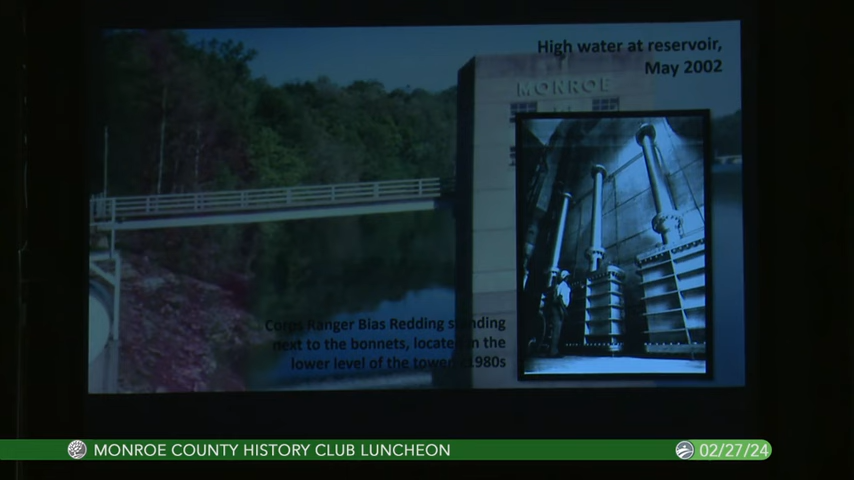 High water at reservoir,
May 2002
MONROE
Corps Ranger Bias Redding standing
next to the bonnets, located in the
lower level of the tower,
1980s
MONROE COUNTY HISTORY CLUB LUNCHEON
02/27/24